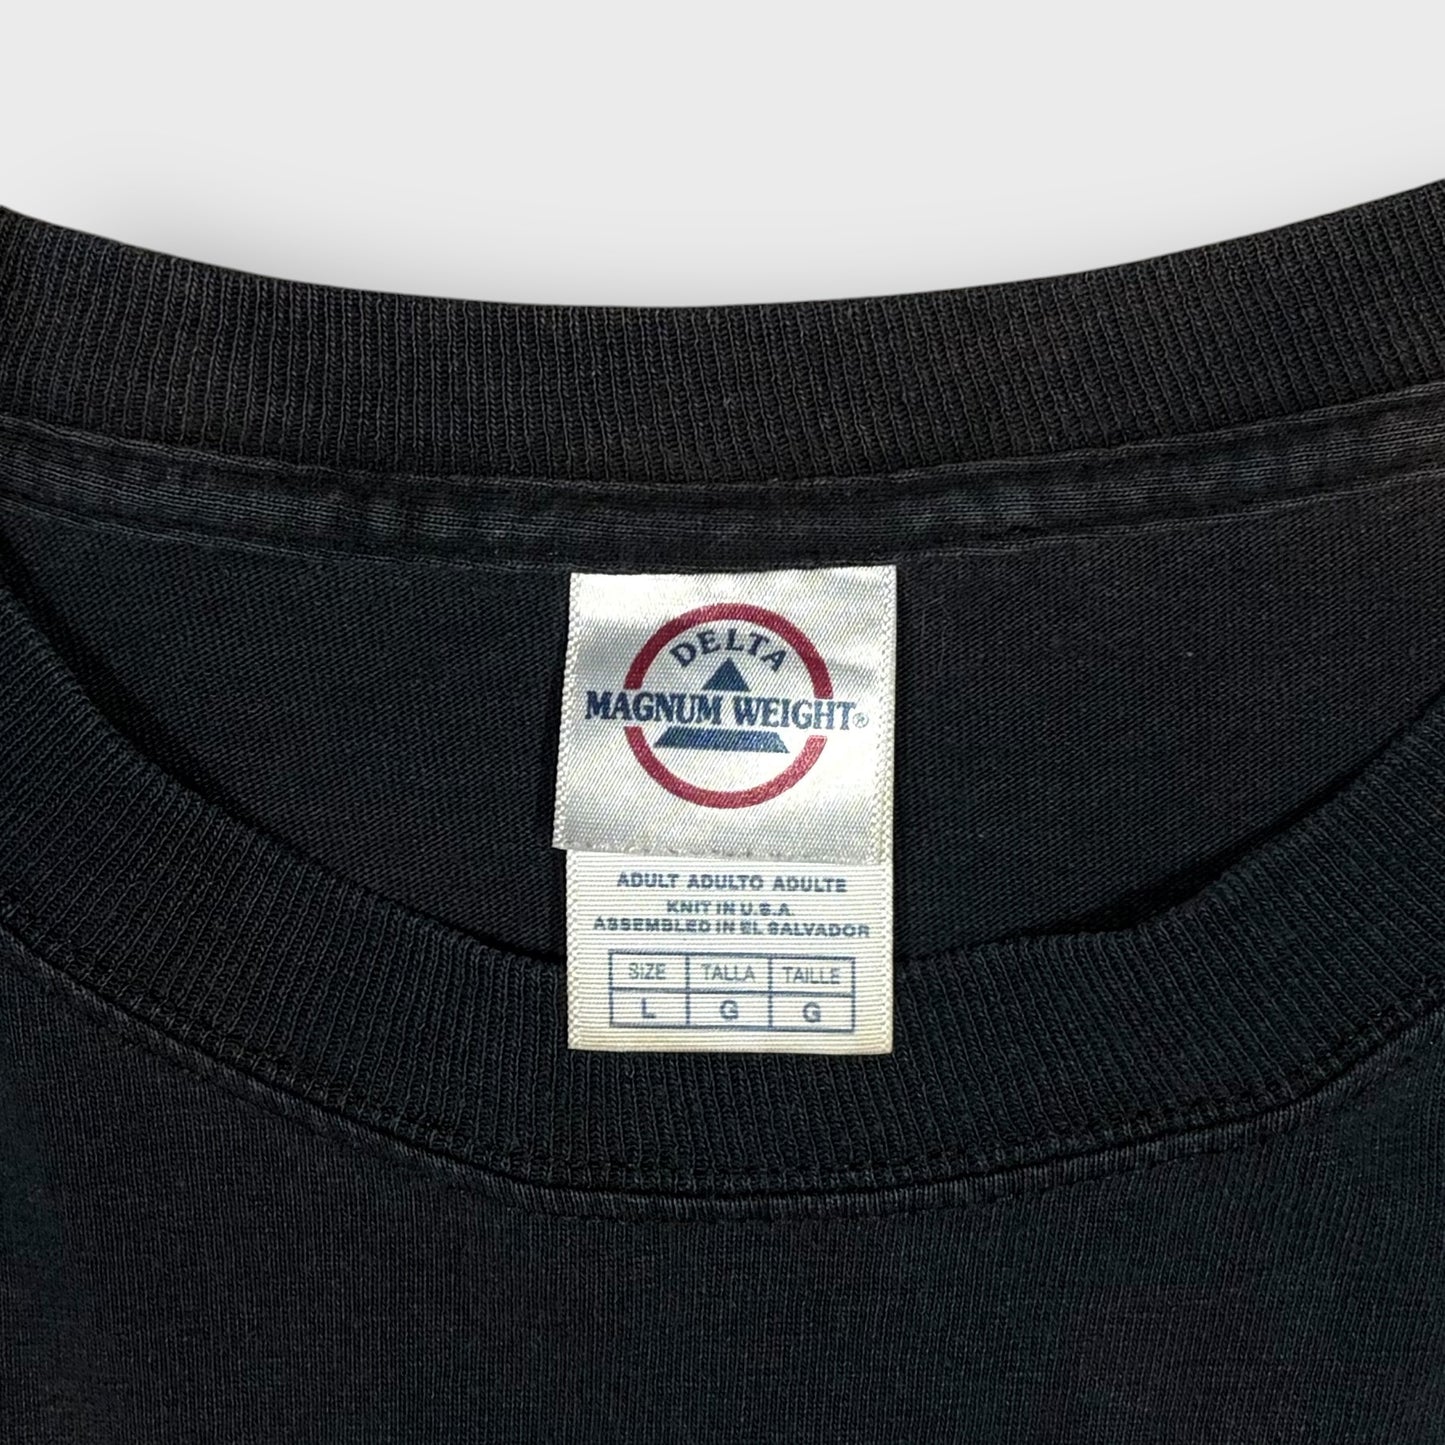 DELTA
MAGNUM WEIGHT®
ADULT ADULTO ADULTE
KNIT IN U.S.A.
ASSEMBLED IN EL SALVADOR
SIZE TALLA TAILLE
L G G